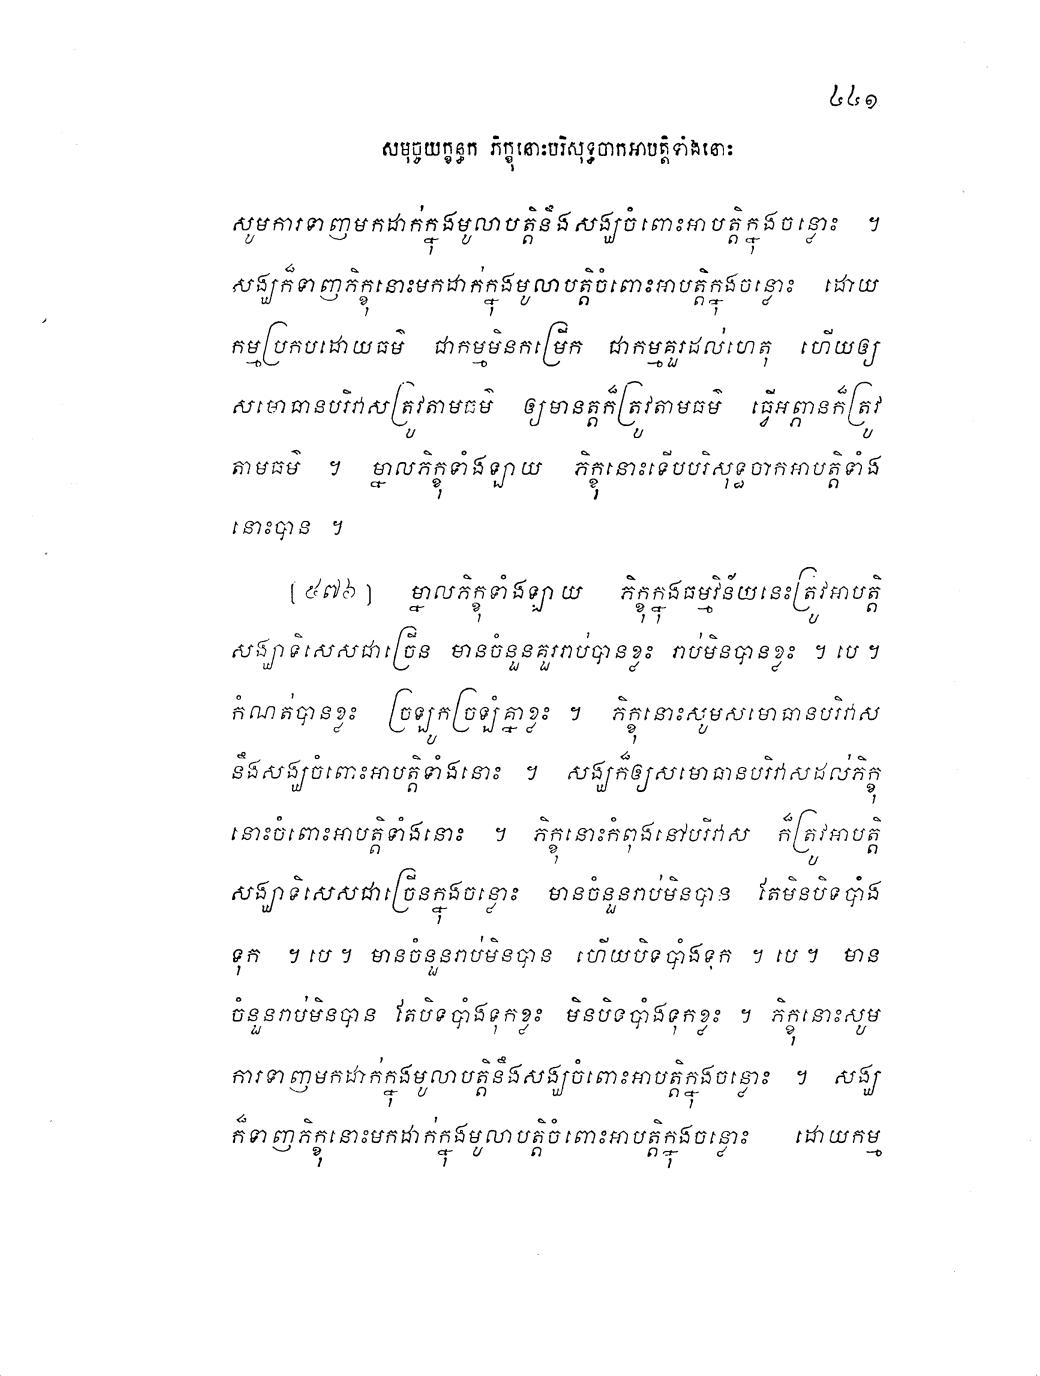 ៤៤១
សមុច្ចយក្ខន្ធក ភិក្ខុនោះបរិសុទ្ធចាកអាបត្តិទាំងនោះ
សូមការទាញមកដាក់ក្នុងមូលាបត្តិនឹងសង្ឃចំពោះអាបត្តិក្នុងចន្លោះ ។
សង្ឃក៏ទាញភិក្ខុនោះមកដាក់ក្នុងមូលាបត្តិចំពោះអាបត្តិក្នុងចន្លោះ ដោយ
កម្មប្រកបដោយធម៌ ជាកម្មមិនកម្រើក ជាកម្មគួរដល់ហេតុ ហើយឲ្យ
សមោធានបរិវាសត្រូវតាមធម៌ ឲ្យមានត្តក៏ត្រូវតាមធម៌ ធ្វើអព្ភានក៏ត្រូវ
តាមធម៌ ។ ម្នាលភិក្ខុទាំងឡាយ ភិក្ខុនោះទើបបរិសុទ្ធចាកអាបត្តិទាំង
នោះបាន ។
[៤៧៦] ម្នាលភិក្ខុទាំងឡាយ ភិក្ខុក្នុងធម្មវិន័យនេះត្រូវអាបត្តិ
សង្ឃាទិសេសជាច្រើន មានចំនួនគួររាប់បានខ្លះ រាប់មិនបានខ្លះ ។ បេ ។
កំណត់បានខ្លះ ច្រឡូកច្រឡំគ្នាខ្លះ ។ ភិក្ខុនោះសូមសមោធានបរិវាស
នឹងសង្ឃចំពោះអាបត្តិទាំងនោះ ។ សង្ឃក៏ឲ្យសមោធានបរិវាសដល់ភិក្ខុ
នោះចំពោះអាបត្តិទាំងនោះ ។ ភិក្ខុនោះកំពុងនៅបរិវាស ក៏ត្រូវអាបត្តិ
សង្ឃាទិសេសជាច្រើនក្នុងចន្លោះ មានចំនួនរាប់មិនបាន តែមិនបិទបាំង
ទុក ។ បេ ។ មានចំនួនរាប់មិនបាន ហើយបិទបាំងទុក ។ បេ ។ មាន
ចំនួនរាប់មិនបាន តែបិទបាំងទុកខ្លះ មិនបិទបាំងទុកខ្លះ ។ ភិក្ខុនោះសូម
ការទាញមកដាក់ក្នុងមូលាបត្តិនឹងសង្ឃចំពោះអាបត្តិក្នុងចន្លោះ ។ សង្ឃ
ក៏ទាញភិក្ខុនោះមកដាក់ក្នុងមូលាបត្តិចំពោះអាបត្តិក្នុងចន្លោះ ដោយកម្ម